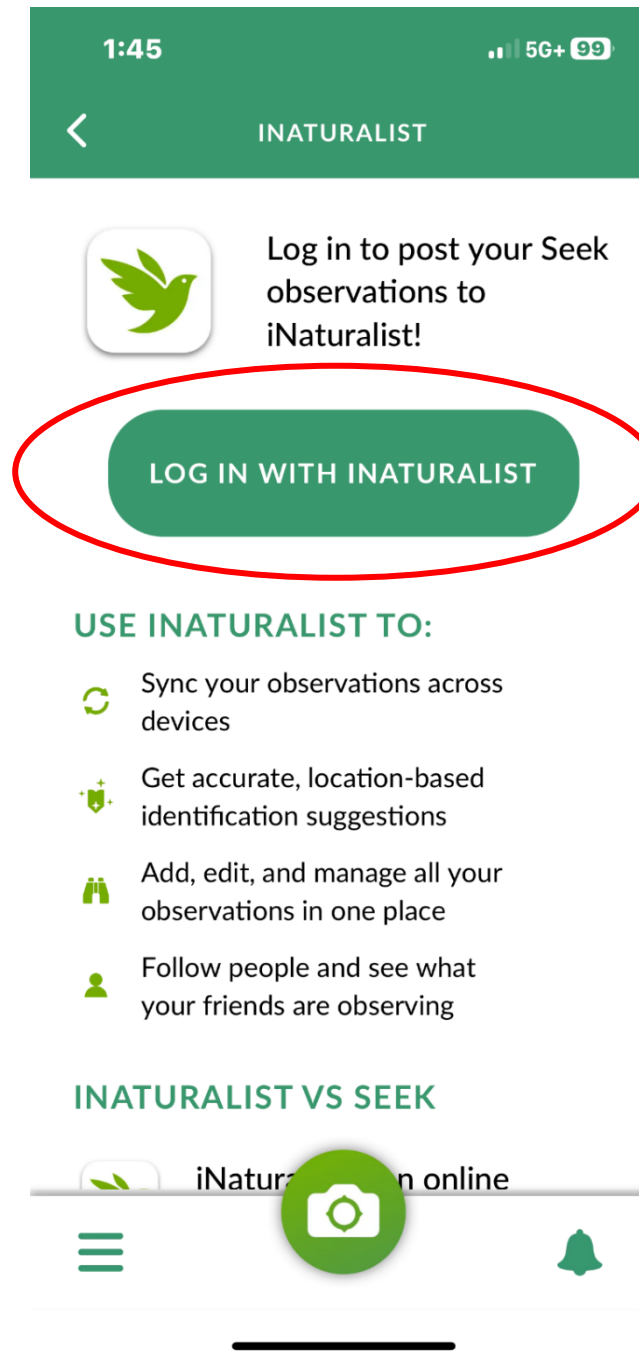 1:45 5G+ 99
INATURALIST
Log in to post your Seek
observations to
iNaturalist!
LOG IN WITH INATURALIST
USE INATURALIST TO:
Sync your observations across
devices
Get accurate, location-based
identification suggestions
Add, edit, and manage all your
observations in one place
Follow people and see what
your friends are observing
INATURALIST VS SEEK
online